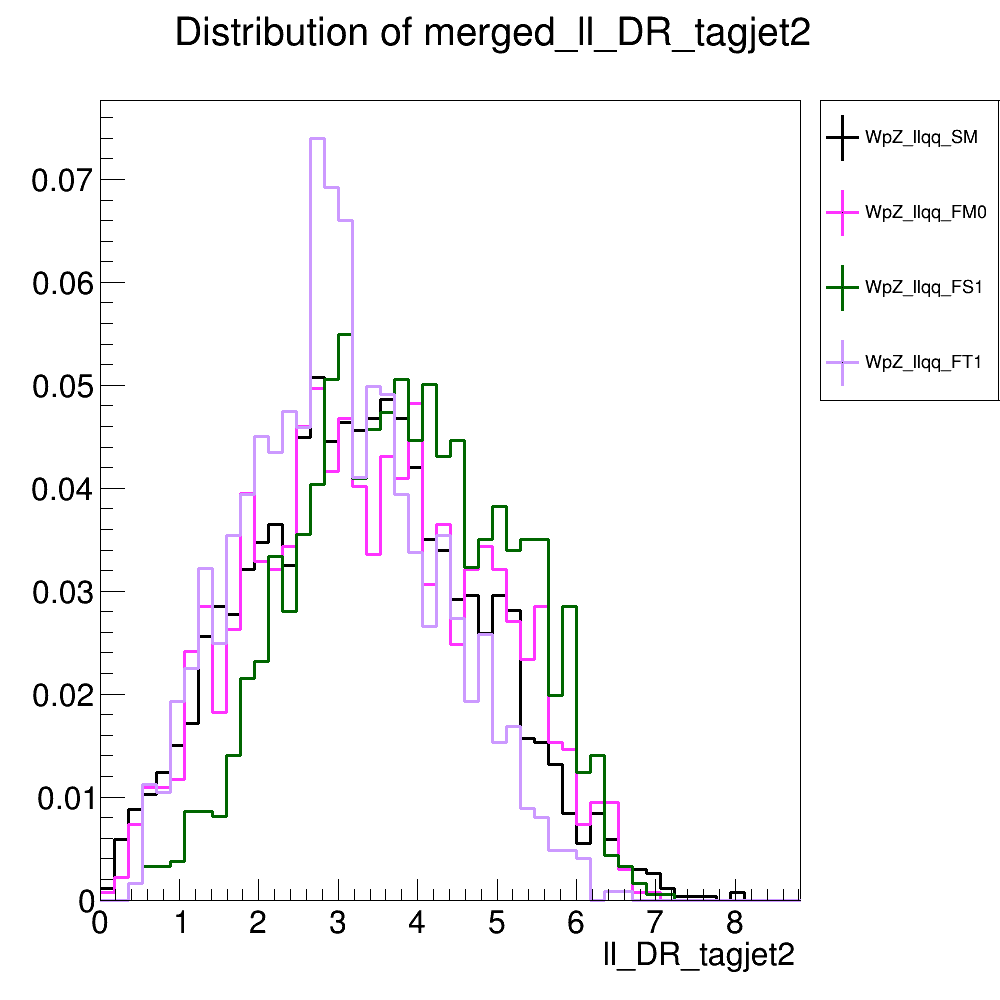 Distribution of merged_ll_DR_tagjet2
WpZ_llqq_SM
WpZ_llqq_FM0
WpZ_llqq_FS1
WpZ_llqq_FT1
0.07
0.06
0.05
0.04
0.03
0.02
0.01
0
0 1 2 3 4 5 6 7 8
ll_DR_tagjet2